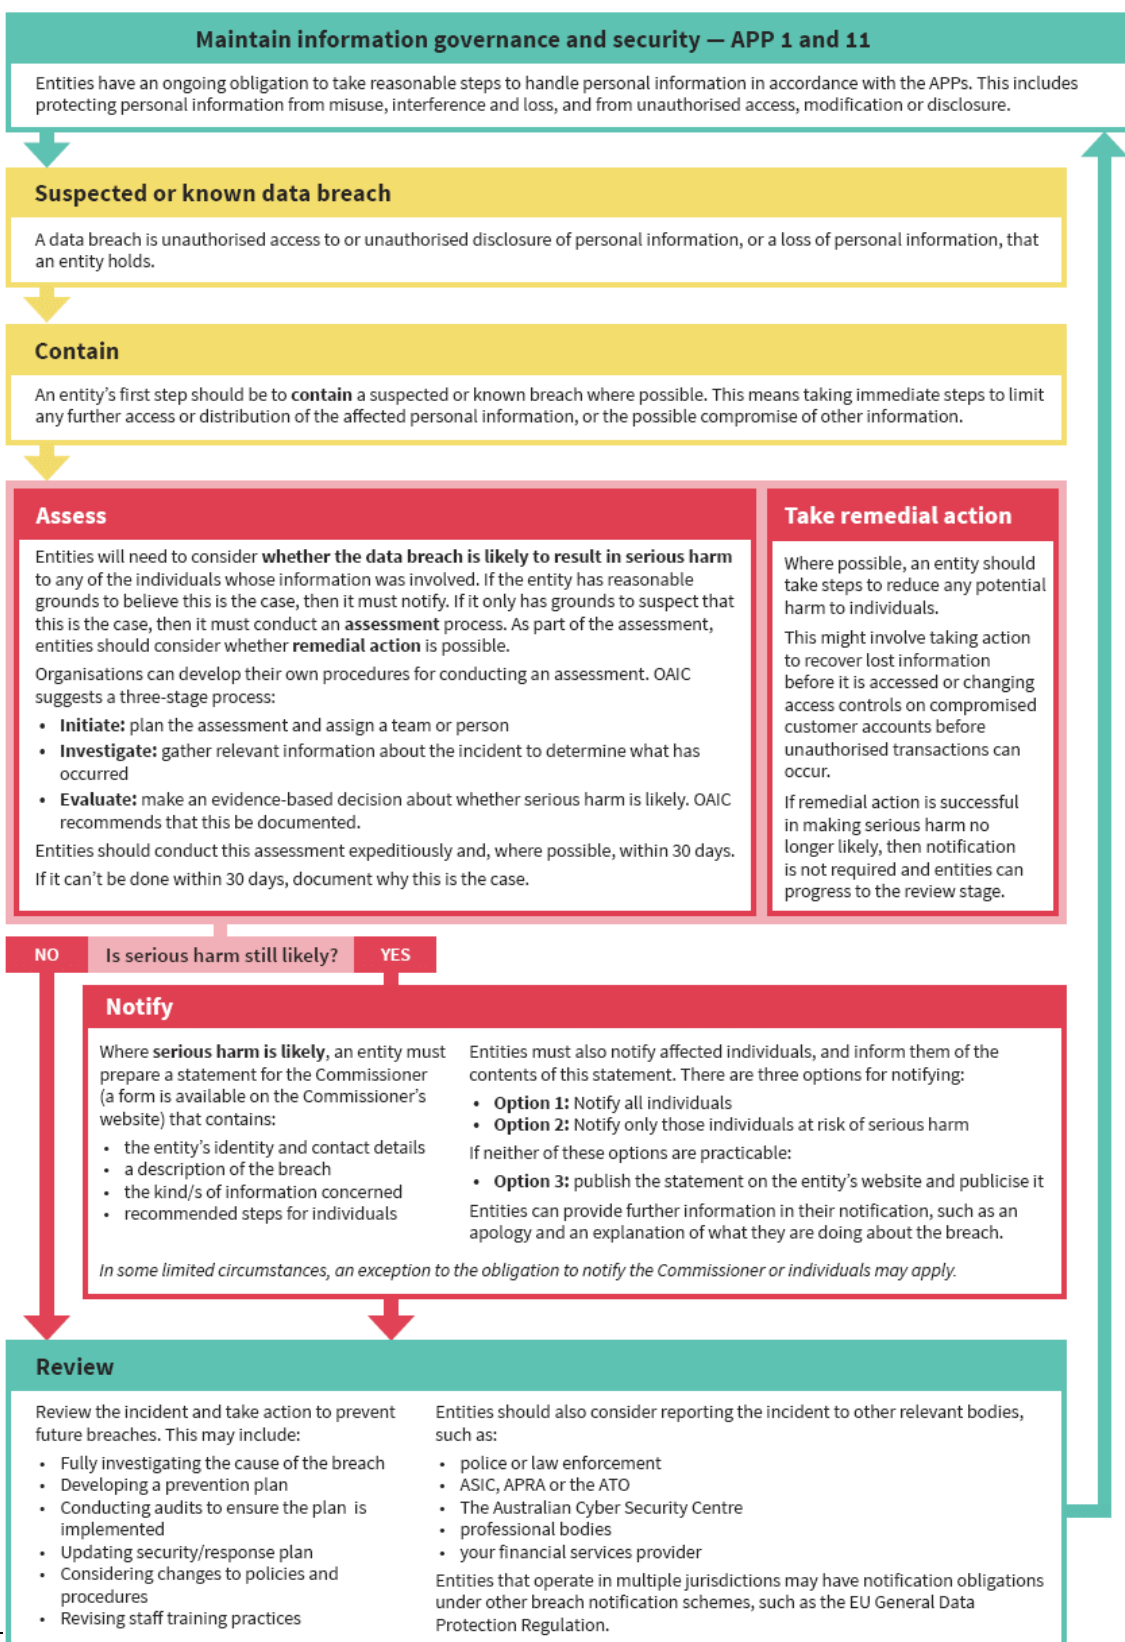 Maintain information governance and security — APP 1 and 11
Entities have an ongoing obligation to take reasonable steps to handle personal information in accordance with the APPs. This includes
protecting personal information from misuse, interference and loss, and from unauthorised access, modification or disclosure.
Suspected or known data breach
A data breach is unauthorised access to or unauthorised disclosure of personal information, or a loss of personal information, that
an entity holds.
Contain
An entity’s first step should be to contain a suspected or known breach where possible. This means taking immediate steps to limit
any further access or distribution of the affected personal information, or the possible compromise of other information.
Assess
Entities will need to consider whether the data breach is likely to result in serious harm
to any of the individuals whose information was involved. If the entity has reasonable
grounds to believe this is the case, then it must notify. If it only has grounds to suspect that
this is the case, then it must conduct an assessment process. As part of the assessment,
entities should consider whether remedial action is possible.
Organisations can develop their own procedures for conducting an assessment. OAIC
suggests a three-stage process:
• Initiate: plan the assessment and assign a team or person
• Investigate: gather relevant information about the incident to determine what has
occurred
• Evaluate: make an evidence-based decision about whether serious harm is likely. OAIC
recommends that this be documented.
Entities should conduct this assessment expeditiously and, where possible, within 30 days.
If it can’t be done within 30 days, document why this is the case.
Take remedial action
Where possible, an entity should
take steps to reduce any potential
harm to individuals.
This might involve taking action
to recover lost information
before it is accessed or changing
access controls on compromised
customer accounts before
unauthorised transactions can
occur.
If remedial action is successful
in making serious harm no
longer likely, then notification
is not required and entities can
progress to the review stage.
NO
Is serious harm still likely?
YES
Notify
Where serious harm is likely, an entity must
prepare a statement for the Commissioner
(a form is available on the Commissioner’s
website) that contains:
• the entity’s identity and contact details
• a description of the breach
• the kind/s of information concerned
• recommended steps for individuals
Entities must also notify affected individuals, and inform them of the
contents of this statement. There are three options for notifying:
• Option 1: Notify all individuals
• Option 2: Notify only those individuals at risk of serious harm
If neither of these options are practicable:
• Option 3: publish the statement on the entity’s website and publicise it
Entities can provide further information in their notification, such as an
apology and an explanation of what they are doing about the breach.
In some limited circumstances, an exception to the obligation to notify the Commissioner or individuals may apply.
Review
Review the incident and take action to prevent
future breaches. This may include:
• Fully investigating the cause of the breach
• Developing a prevention plan
• Conducting audits to ensure the plan is
implemented
• Updating security/response plan
• Considering changes to policies and
procedures
• Revising staff training practices
Entities should also consider reporting the incident to other relevant bodies,
such as:
• police or law enforcement
• ASIC, APRA or the ATO
• The Australian Cyber Security Centre
• professional bodies
• your financial services provider
Entities that operate in multiple jurisdictions may have notification obligations
under other breach notification schemes, such as the EU General Data
Protection Regulation.